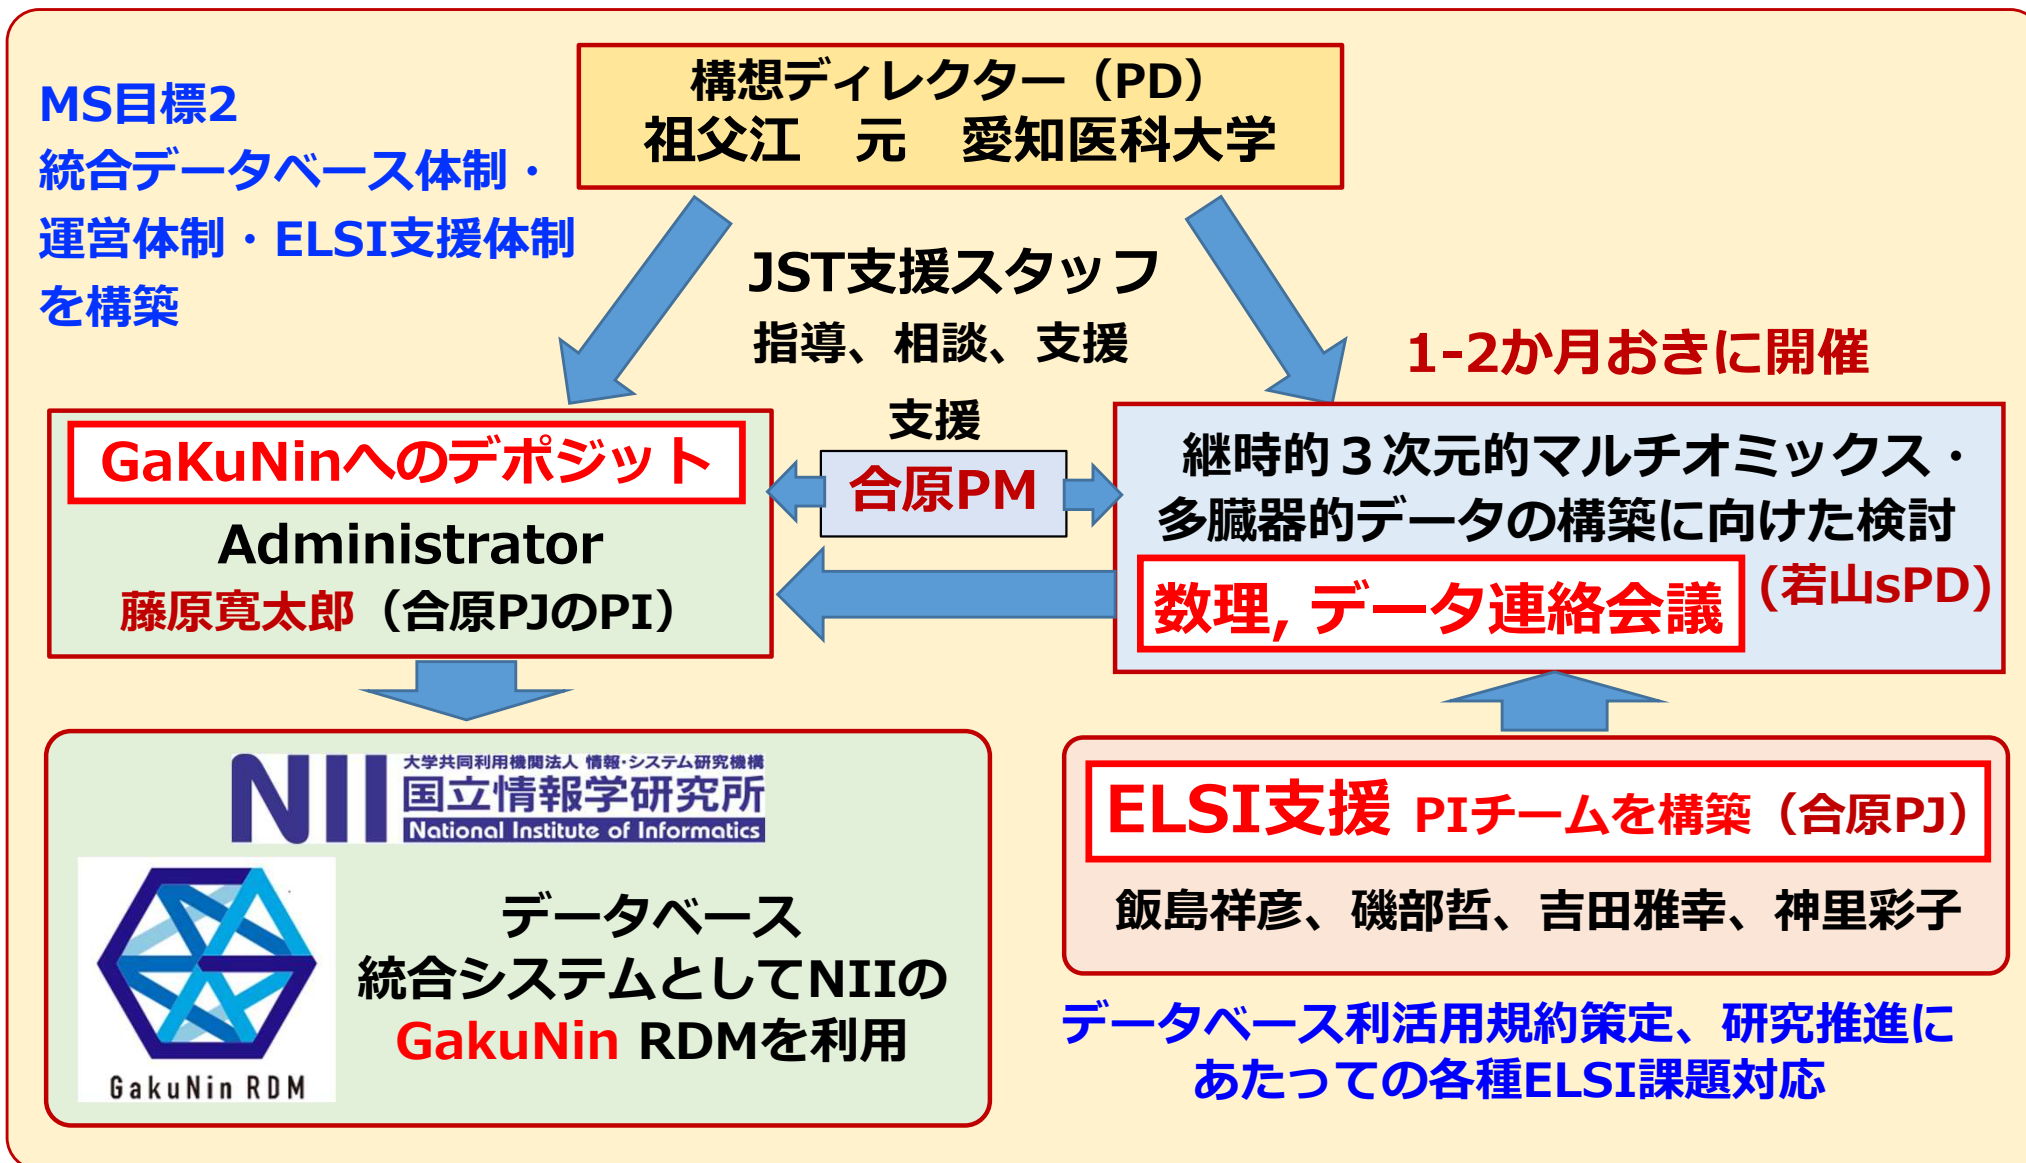 MS目標2
統合データベース体制・
運営体制・ELSI支援体制
を構築
構想ディレクター（PD）
祖父江　元　愛知医科大学
JST支援スタッフ
指導、相談、支援
1-2か月おきに開催
支援
合原PM
GaKuNinへのデポジット
Administrator
藤原寛太郎（合原PJのPI）
継時的３次元的マルチオミックス・
多臓器的データの構築に向けた検討
数理, データ連絡会議
(若山sPD)
NII
大学共同利用機関法人 情報・システム研究機構
国立情報学研究所
National Institute of Informatics
GakuNin RDM
データベース
統合システムとしてNIIの
GakuNin RDMを利用
ELSI支援 PIチームを構築（合原PJ）
飯島祥彦、磯部哲、吉田雅幸、神里彩子
データベース利活用規約策定、研究推進に
あたっての各種ELSI課題対応